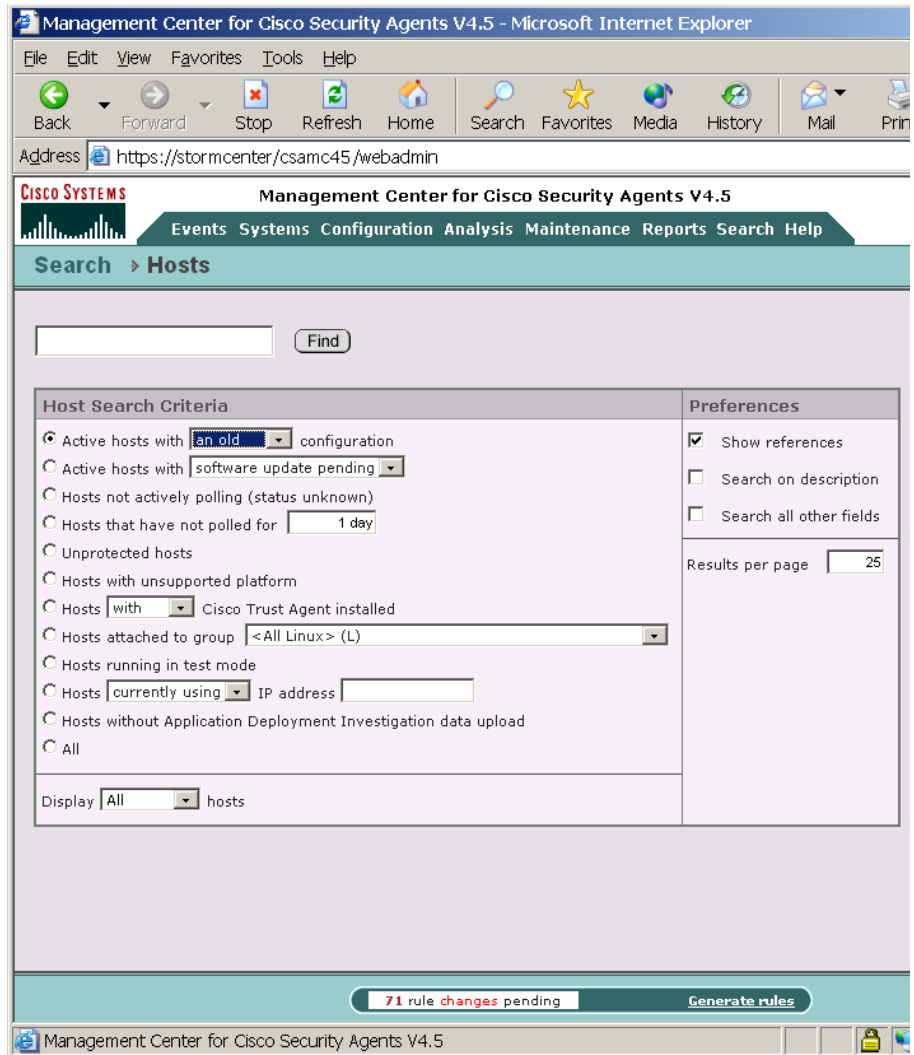 Management Center for Cisco Security Agents V4.5 - Microsoft Internet Explorer
File Edit View Favorites Tools Help
Back Forward Stop Refresh Home Search Favorites Media History Mail Prin
Address https://stormcenter/csamc45/webadmin
CISCO SYSTEMS
Management Center for Cisco Security Agents V4.5
Events Systems Configuration Analysis Maintenance Reports Search Help
Search > Hosts
Find
Host Search Criteria
Active hosts with an old configuration
Active hosts with software update pending
Hosts not actively polling (status unknown)
Hosts that have not polled for 1 day
Unprotected hosts
Hosts with unsupported platform
Hosts with Cisco Trust Agent installed
Hosts attached to group <All Linux> (L)
Hosts running in test mode
Hosts currently using IP address
Hosts without Application Deployment Investigation data upload
All
Display All hosts
Preferences
Show references
Search on description
Search all other fields
Results per page 25
71 rule changes pending
Generate rules
Management Center for Cisco Security Agents V4.5